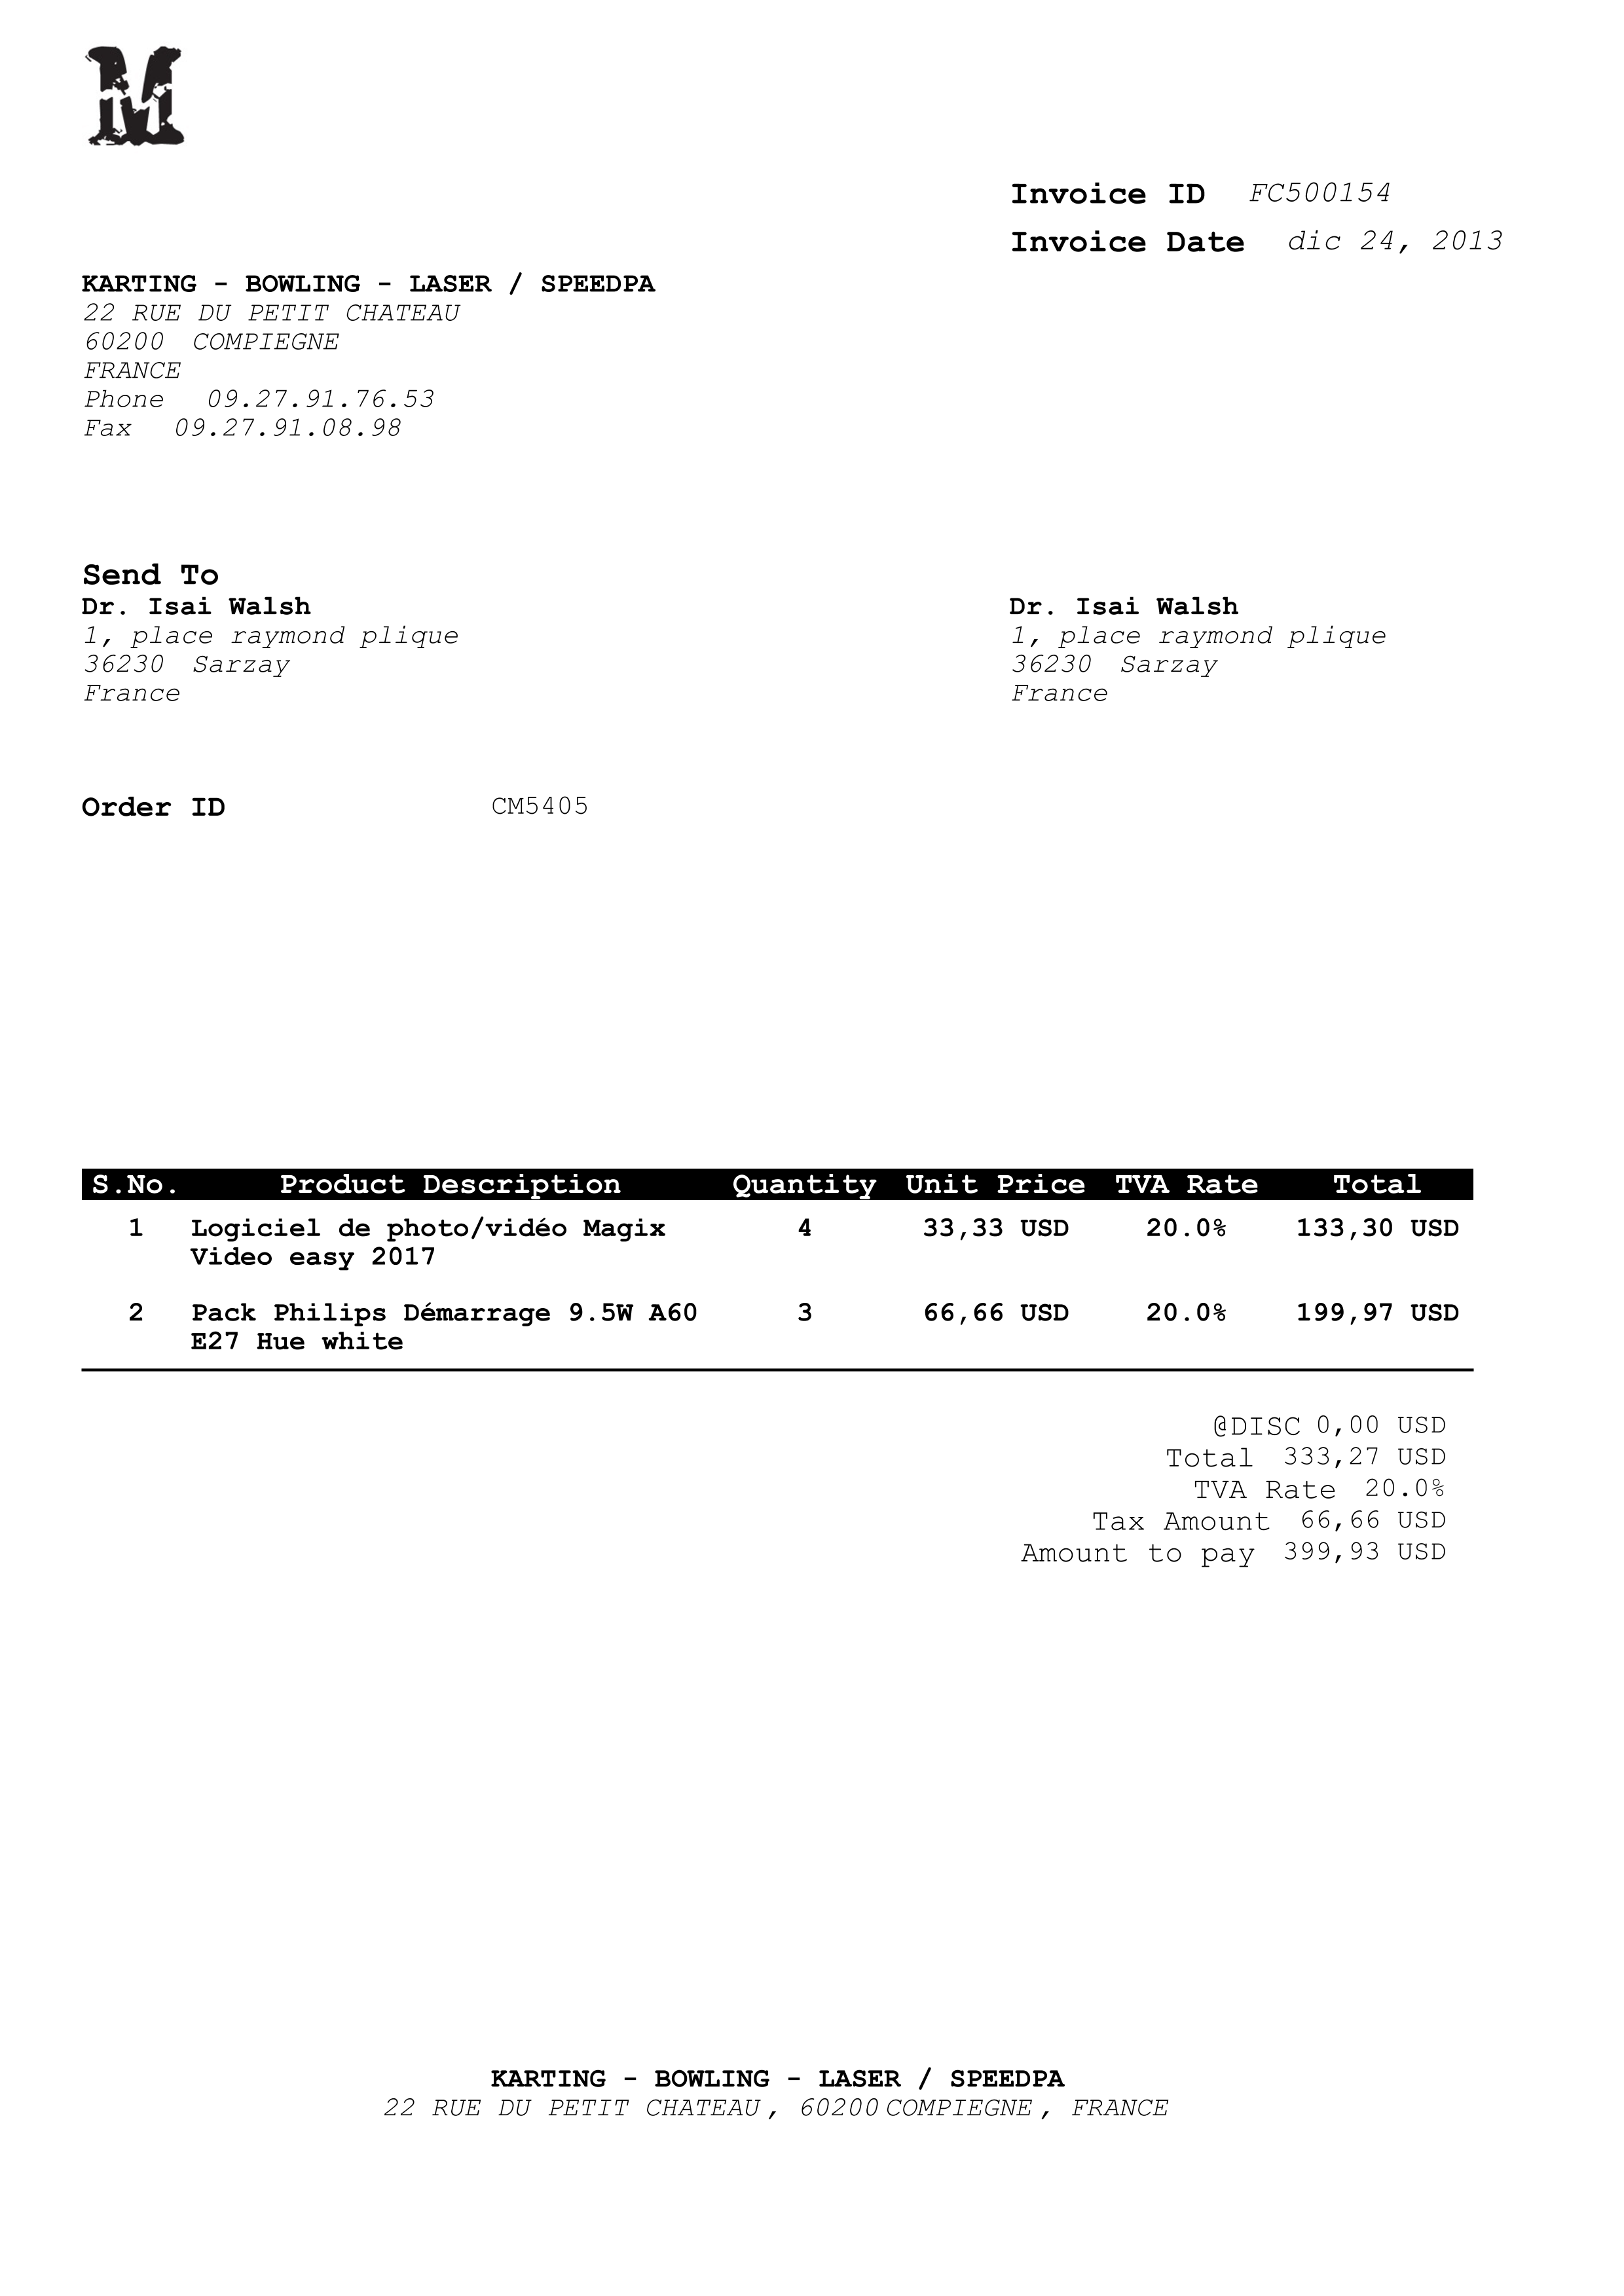 M
Invoice ID FC500154
Invoice Date dic 24, 2013
KARTING - BOWLING - LASER / SPEEDPA
22 RUE DU PETIT CHATEAU
60200 COMPIEGNE
FRANCE
Phone 09.27.91.76.53
Fax 09.27.91.08.98
Send To
Dr. Isai Walsh Dr. Isai Walsh
1, place raymond plique 1, place raymond plique
36230 Sarzay 36230 Sarzay
France France
Order ID CM5405
S.No. Product Description Quantity Unit Price TVA Rate Total
1 Logiciel de photo/vidéo Magix 4 33,33 USD 20.0% 133,30 USD
Video easy 2017
2 Pack Philips Démarrage 9.5W A60 3 66,66 USD 20.0% 199,97 USD
E27 Hue white
@DISC 0,00 USD
Total 333,27 USD
TVA Rate 20.0%
Tax Amount 66,66 USD
Amount to pay 399,93 USD
KARTING - BOWLING - LASER / SPEEDPA
22 RUE DU PETIT CHATEAU , 60200 COMPIEGNE , FRANCE